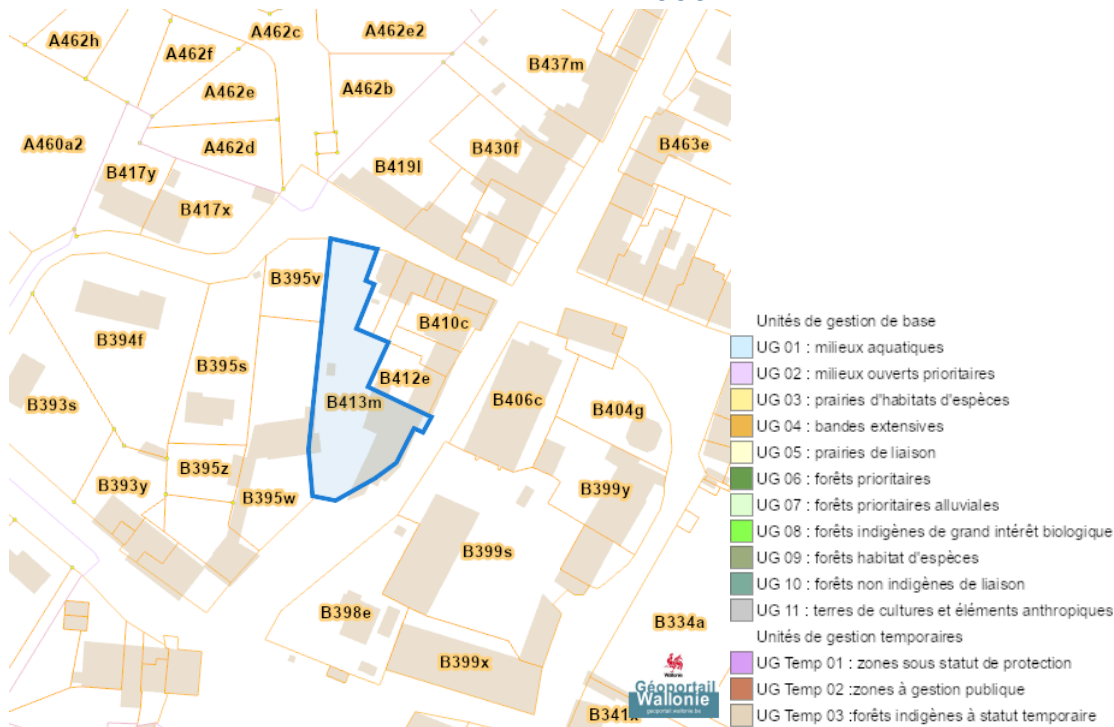 A462h
A462f
A462c
A462e2
B437m
A462e
A462b
A460a2
A462d
B430f
B463e
B417y
B419l
B417x
B395v
B410c
B394f
B395s
B412e
B393s
B413m
B406c
B404g
B393y
B395z
B395w
B399y
B399s
B398e
B334a
B399x
Wallonie
Géoportail
Wallonie
geoportail.wallonie.be
Unités de gestion de base
UG 01 : milieux aquatiques
UG 02 : milieux ouverts prioritaires
UG 03 : prairies d'habitats d'espèces
UG 04 : bandes extensives
UG 05 : prairies de liaison
UG 06 : forêts prioritaires
UG 07 : forêts prioritaires alluviales
UG 08 : forêts indigènes de grand intérêt biologique
UG 09 : forêts habitat d'espèces
UG 10 : forêts non indigènes de liaison
UG 11 : terres de cultures et éléments anthropiques
Unités de gestion temporaires
UG Temp 01 : zones sous statut de protection
UG Temp 02 :zones à gestion publique
UG Temp 03 :forêts indigènes à statut temporaire